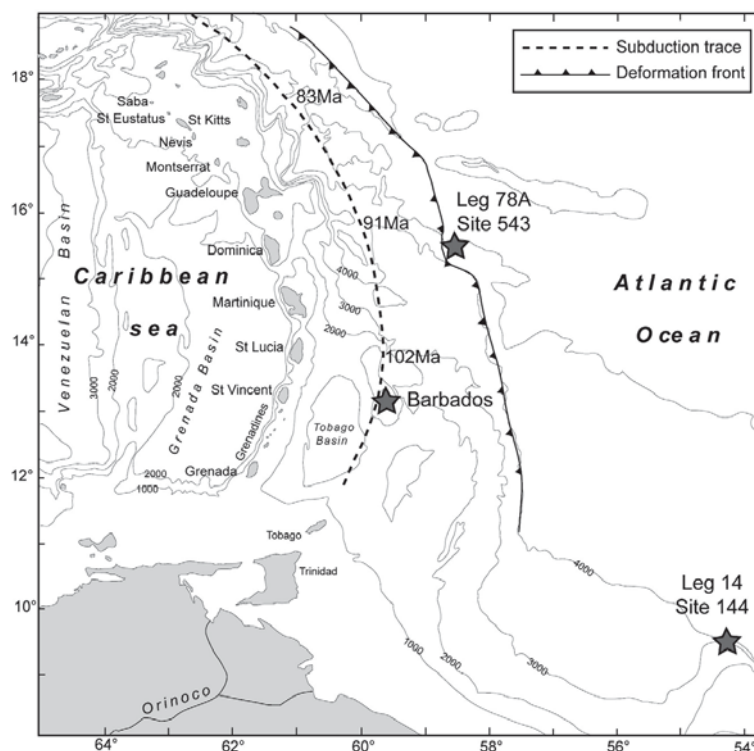 Subduction trace
Deformation front
18°
83Ma
Saba
St Eustatus
St Kitts
Nevis
Montserrat
Leg 78A
Site 543
Guadeloupe
16°
91Ma
Venezuelan Basin
Dominica
4000
Caribbean
sea
Atlantic
Ocean
3000
Martinique
2000
14°
St Lucia
102Ma
3000
2000
2000
Grenada Basin
St Vincent
Barbados
Grenadines
Tobago
Basin
12°
2000
1000
Grenada
Tobago
Trinidad
4000
Leg 14
Site 144
10°
1000
2000
3000
Orinoco
64°
62°
60°
58°
56°
54°